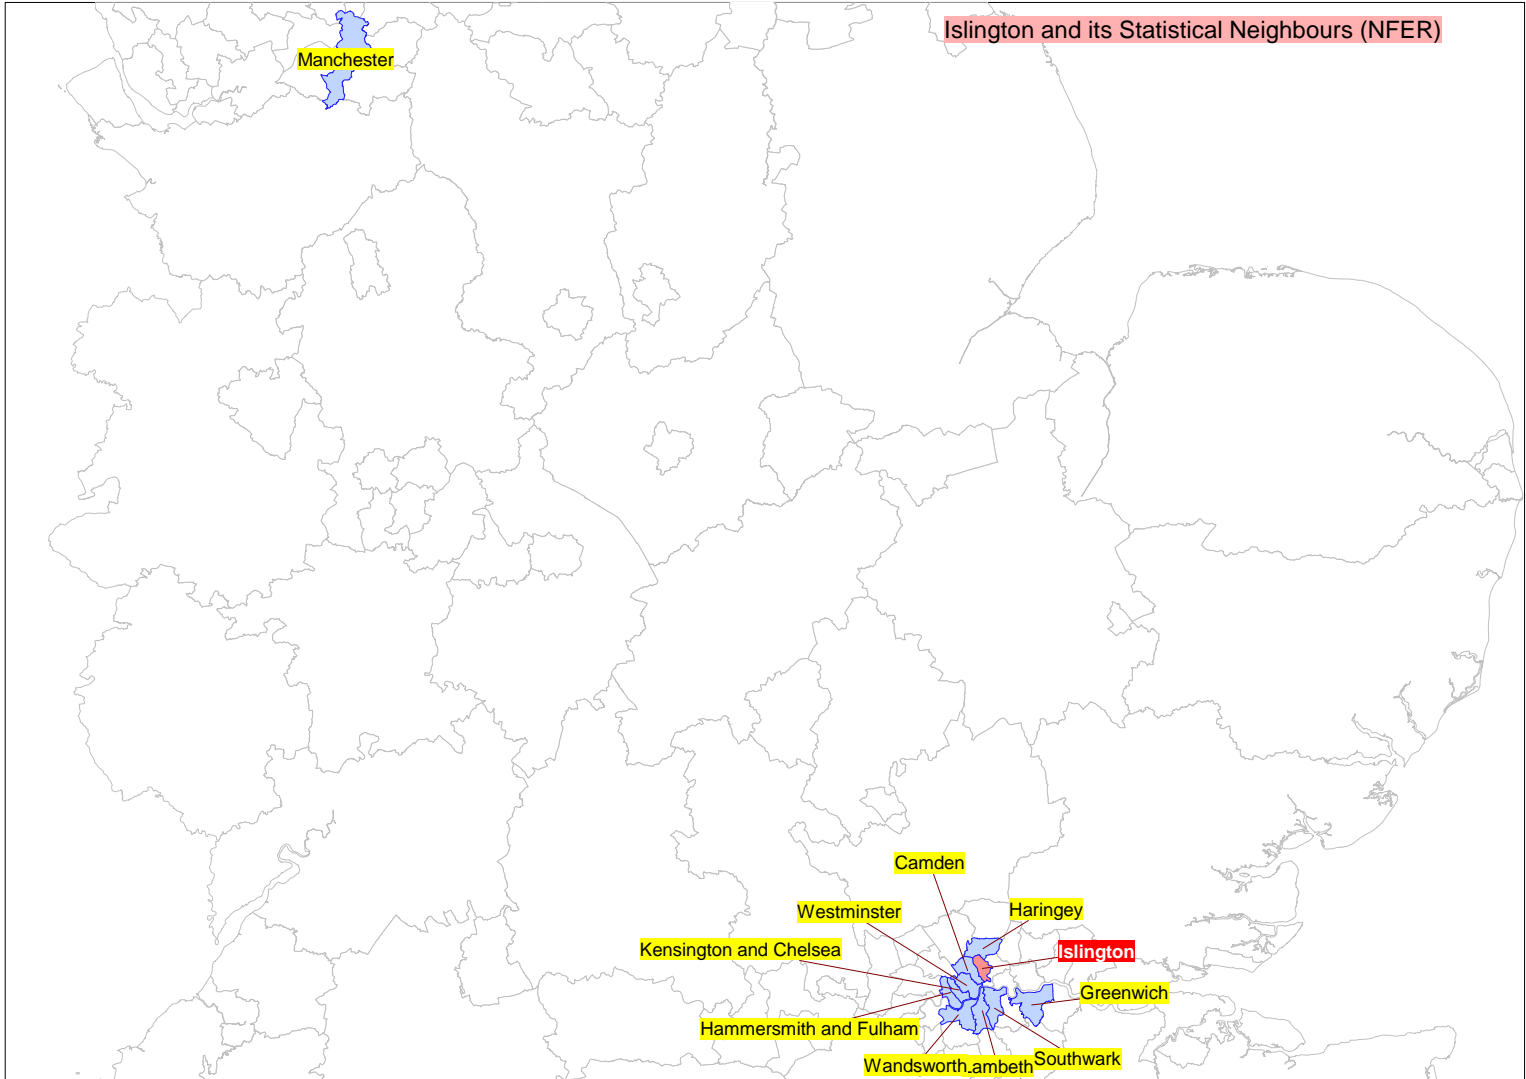 Islington and its Statistical Neighbours (NFER)
Manchester
Camden
Westminster
Haringey
Kensington and Chelsea
Islington
Greenwich
Hammersmith and Fulham
Wandsworth
ambeth
Southwark